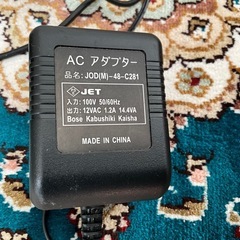 AC アダプター
品名：JOD(M)-48-C281
JET
入力：100V 50/60Hz
出力：12VAC 1.2A 14.4VA
Bose Kabushiki Kaisha
MADE IN CHINA